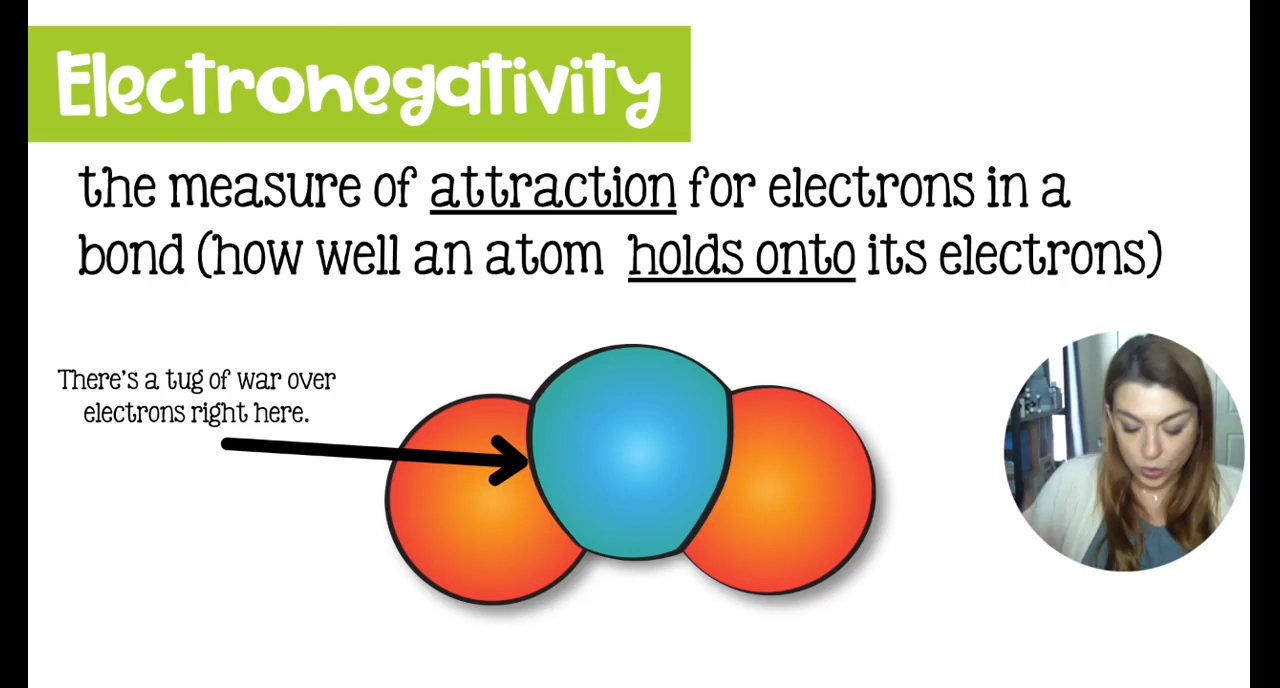 Electronegativity
the measure of attraction for electrons in a
bond (how well an atom holds onto its electrons)
There's a tug of war over
electrons right here.